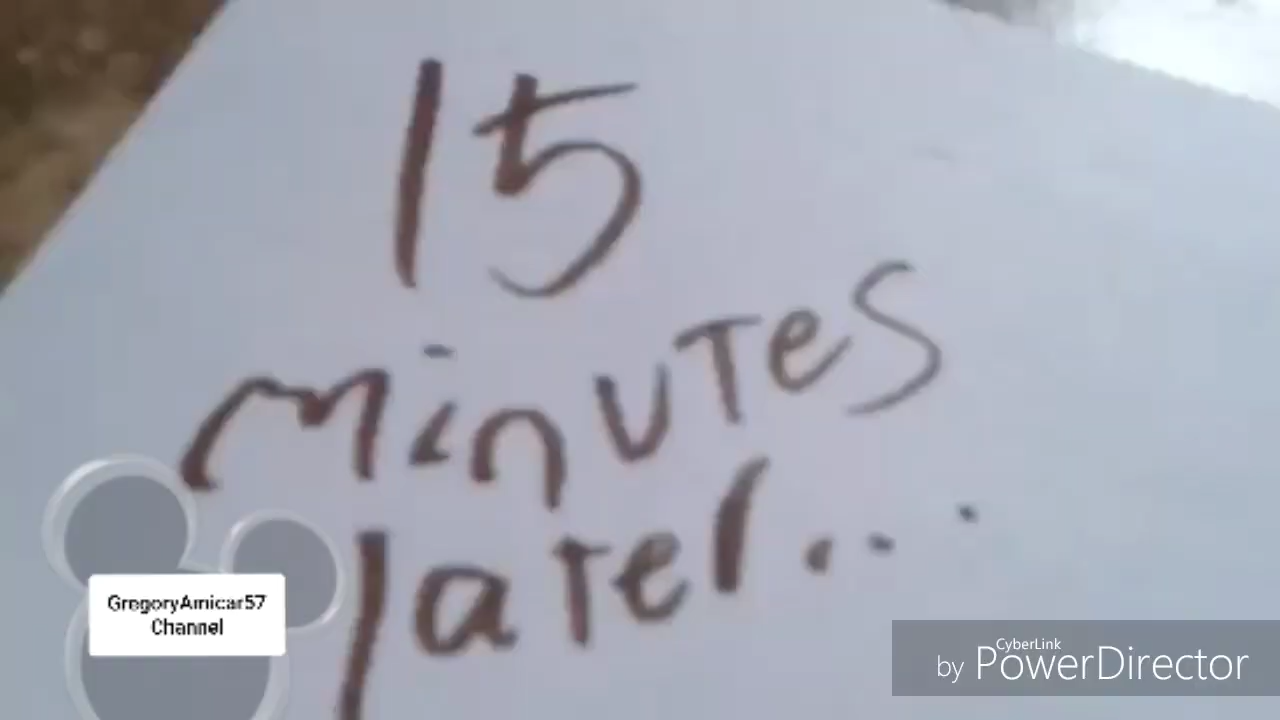 15
minutes
later...
GregoryAmicar57
Channel
CyberLink
by PowerDirector